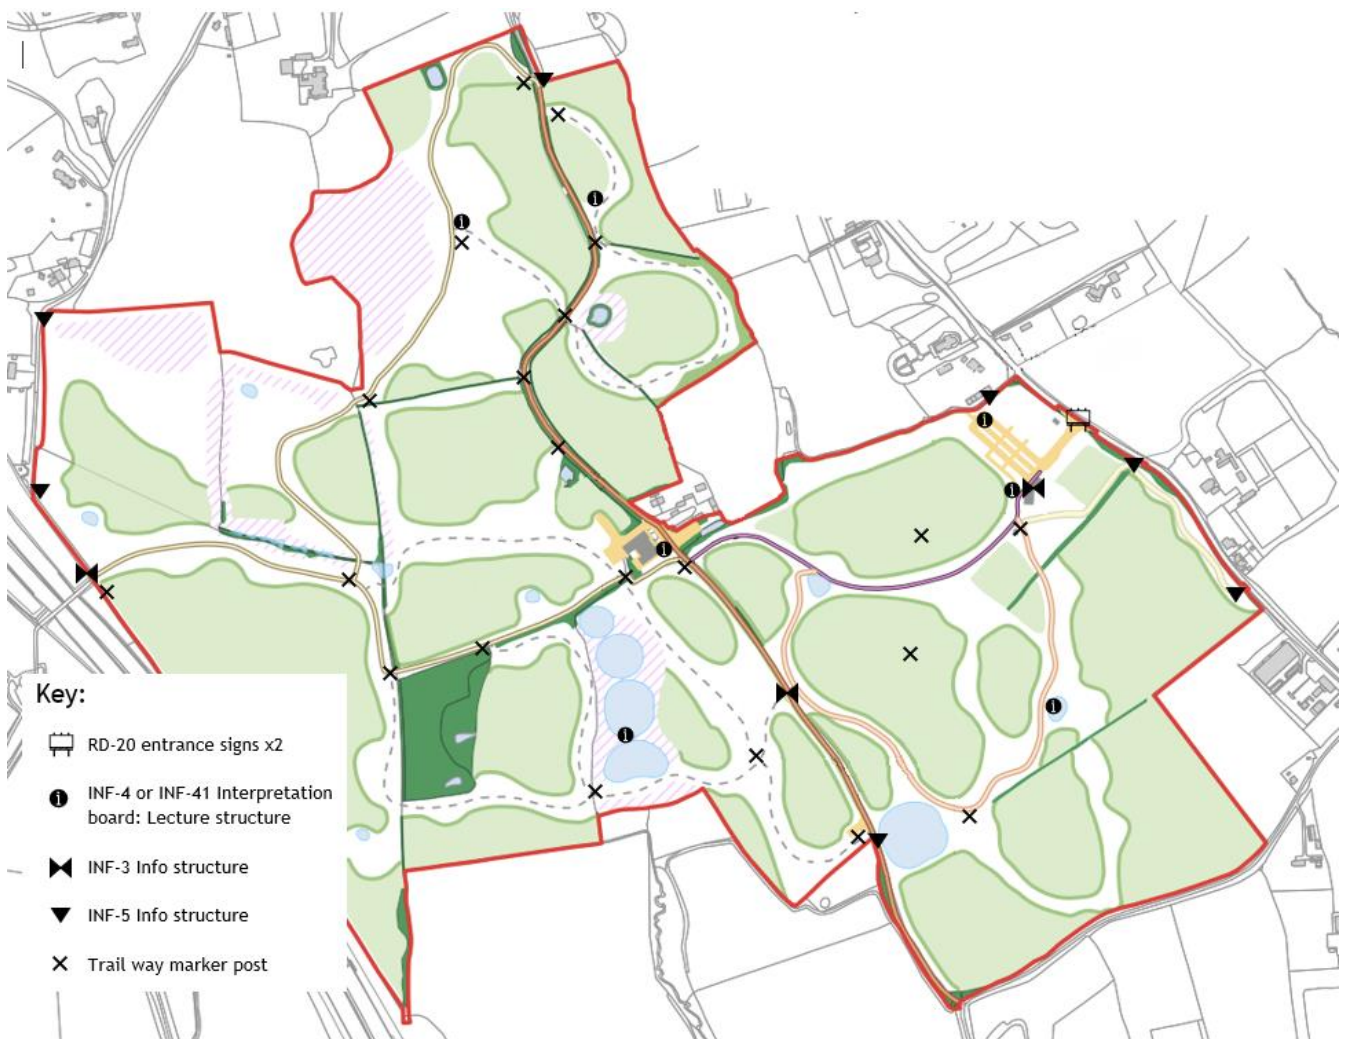 Key:
RD-20 entrance signs x2
INF-4 or INF-41 Interpretation
board: Lecture structure
INF-3 Info structure
INF-5 Info structure
Trail way marker post